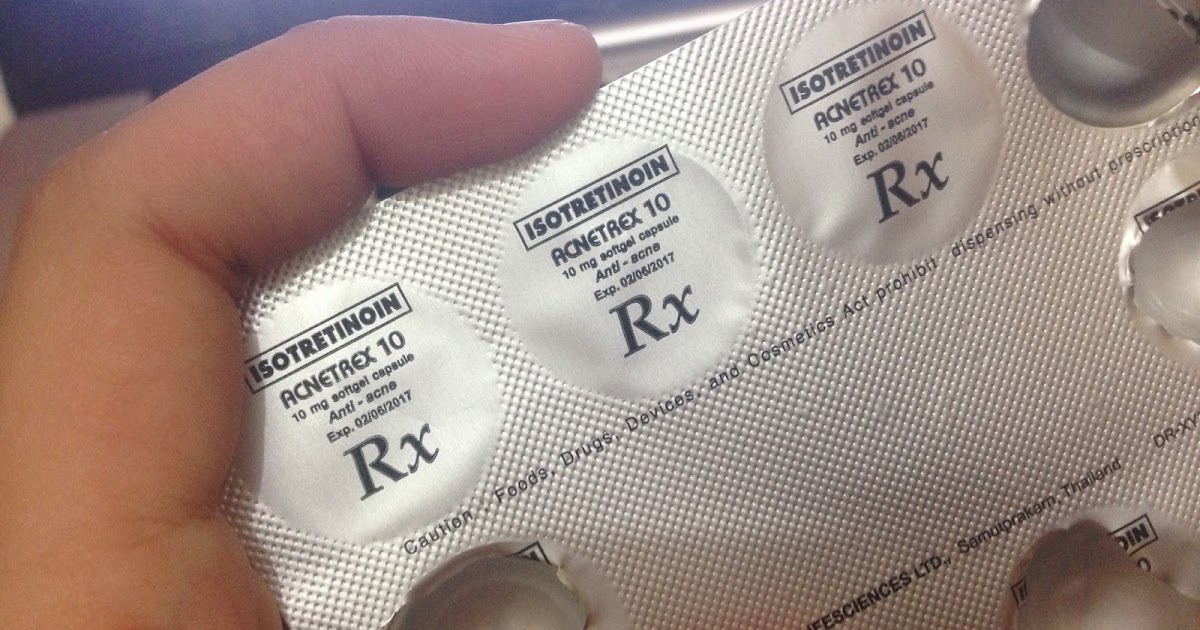 ISOTRETINOIN
ACNETREX 10
10 mg softgel capsule
Anti - acne
Exp. 02/06/2017
Rx
ISOTRETINOIN
ACNETREX 10
10 mg softgel capsule
Anti - acne
Exp. 02/06/2017
Rx
ISOTRETINOIN
ACNETREX 10
10 mg softgel capsule
Anti - acne
Exp. 02/06/2017
Rx
Caution : Foods, Drugs, Devices, and Cosmetics Act prohibit dispensing without prescription
LIFESCIENCES LTD., Samutprakarn, Thailand DR-XY